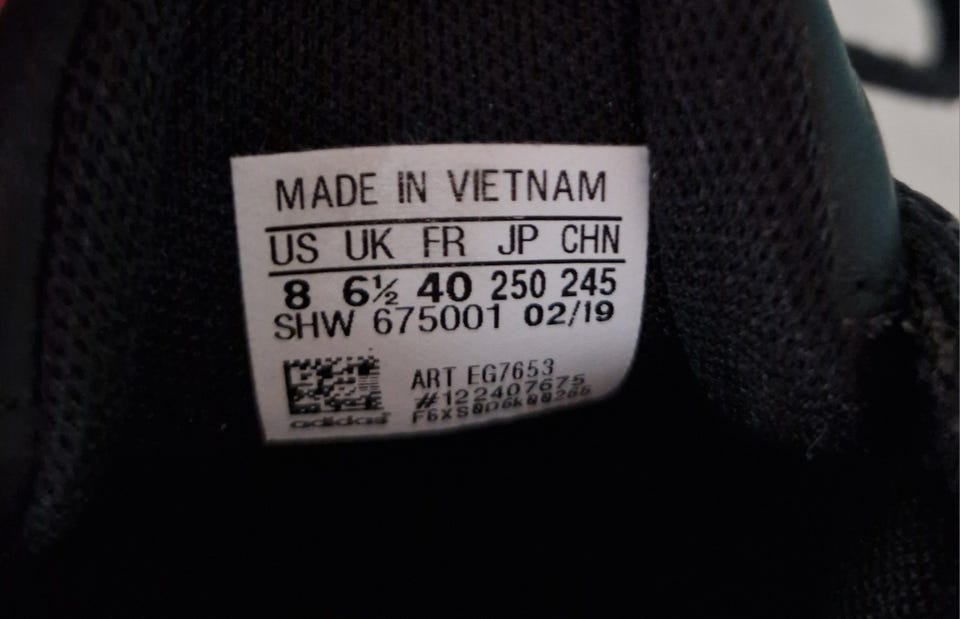 MADE IN VIETNAM
US UK FR JP CHN
8 6½ 40 250 245
SHW 675001 02/19
ART EG7653
#122407675
adidas